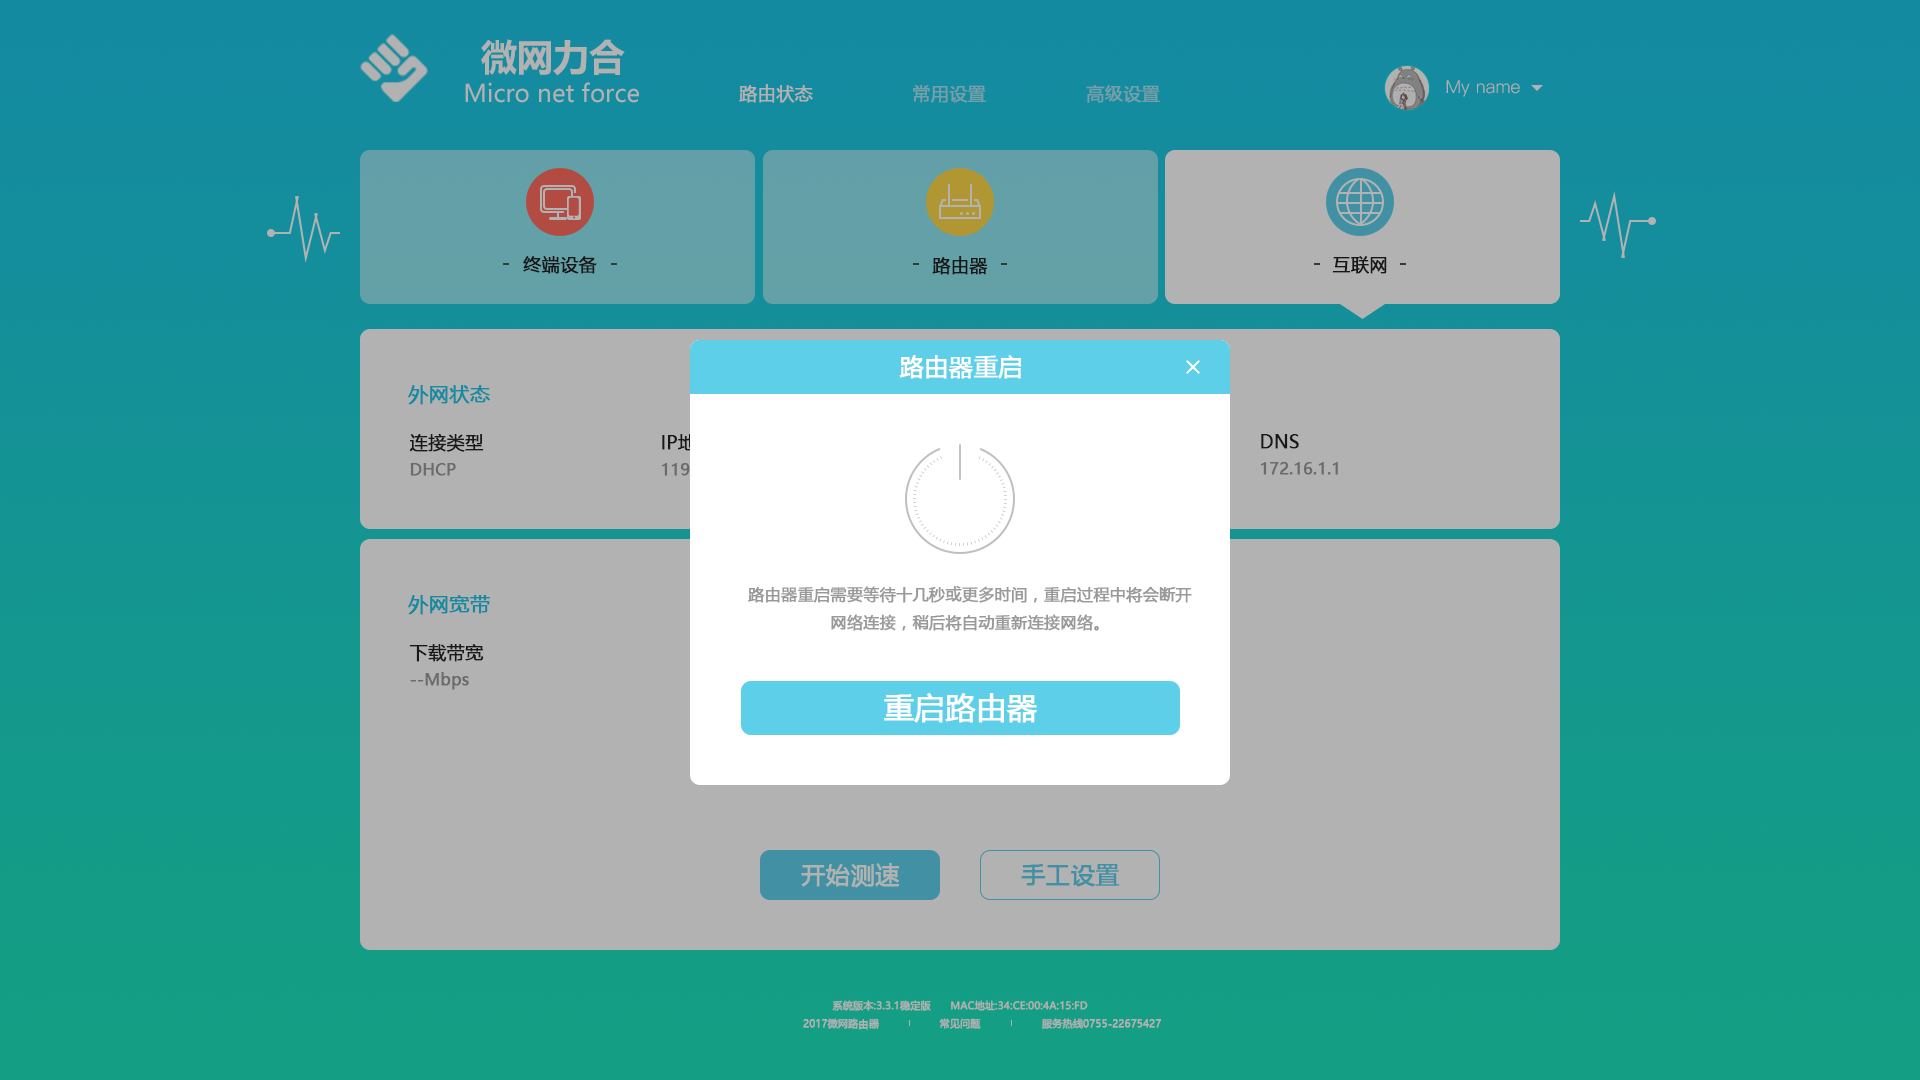 微网力合
Micro net force
路由状态
常用设置
高级设置
My name
- 终端设备 -
- 路由器 -
- 互联网 -
路由器重启
外网状态
连接类型
DHCP
IP地
119
DNS
172.16.1.1
路由器重启需要等待十几秒或更多时间，重启过程中将会断开
网络连接，稍后将自动重新连接网络。
重启路由器
外网宽带
下载带宽
--Mbps
开始测速
手工设置
系统版本:3.3.1稳定版 MAC地址:34:CE:00:4A:15:FD
2017微网路由器 | 常见问题 | 服务热线0755-22675427